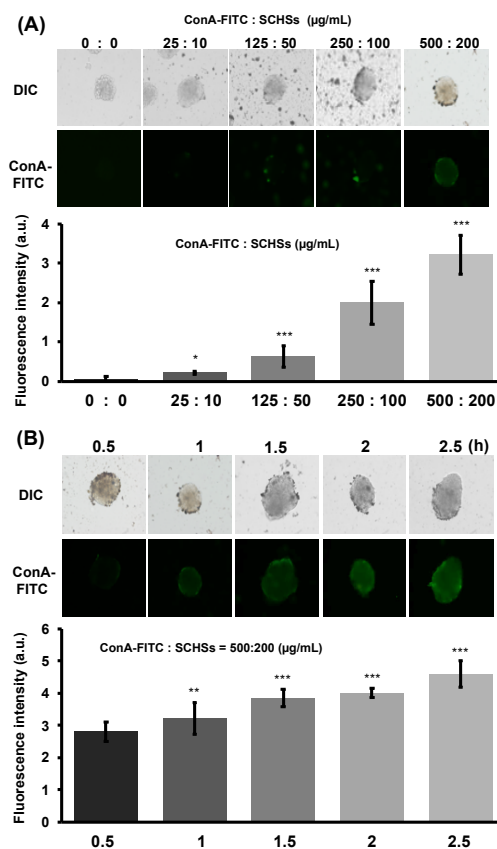 (A)
ConA-FITC : SCHSs (µg/mL)
0 : 0 25 : 10 125 : 50 250 : 100 500 : 200
DIC
ConA-
FITC
Fluorescence intensity (a.u.)
ConA-FITC : SCHSs (µg/mL)
4
3
2
1
0
* *** *** ***
0 : 0 25 : 10 125 : 50 250 : 100 500 : 200
(B)
0.5 1 1.5 2 2.5 (h)
DIC
ConA-
FITC
Fluorescence intensity (a.u.)
ConA-FITC : SCHSs = 500:200 (µg/mL)
6
5
4
3
2
1
0
** *** *** ***
0.5 1 1.5 2 2.5